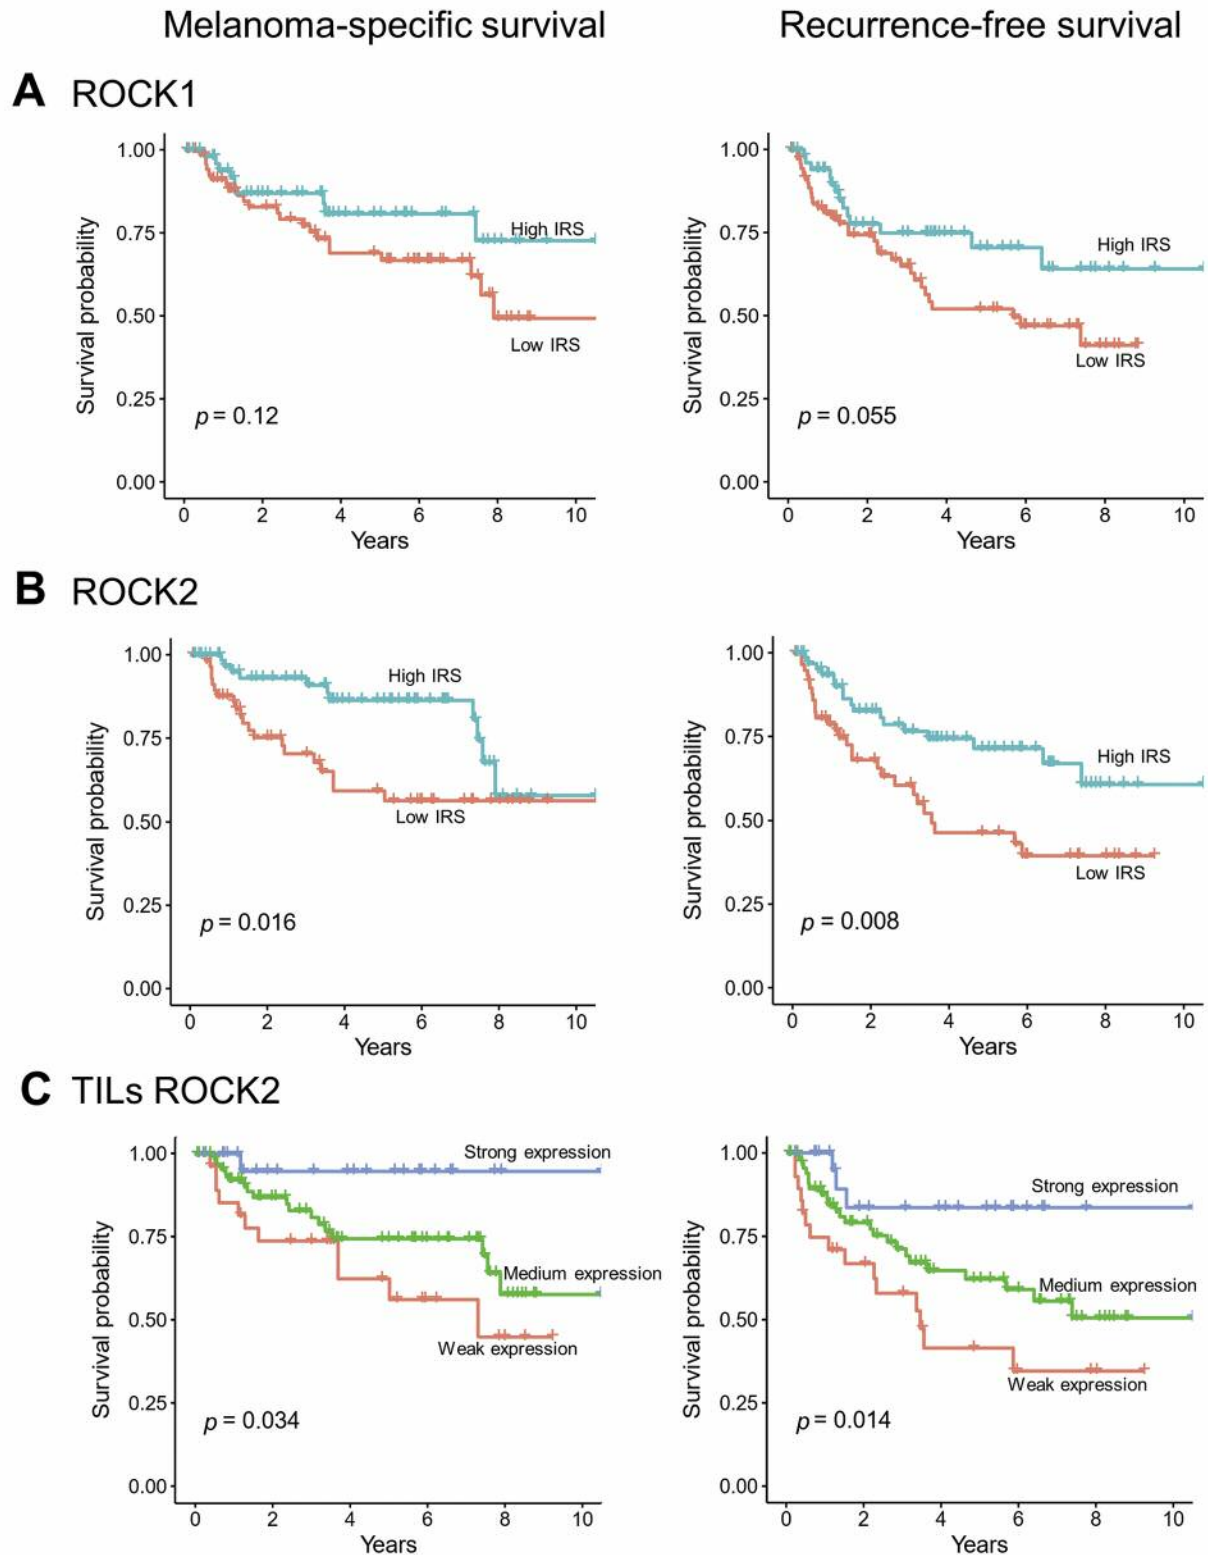 Melanoma-specific survival
Recurrence-free survival
A ROCK1
Survival probability
1.00
0.75
0.50
0.25
0.00
High IRS
Low IRS
p = 0.12
0 2 4 6 8 10
Years
Survival probability
1.00
0.75
0.50
0.25
0.00
High IRS
Low IRS
p = 0.055
0 2 4 6 8 10
Years
B ROCK2
Survival probability
1.00
0.75
0.50
0.25
0.00
High IRS
Low IRS
p = 0.016
0 2 4 6 8 10
Years
Survival probability
1.00
0.75
0.50
0.25
0.00
High IRS
Low IRS
p = 0.008
0 2 4 6 8 10
Years
C TILs ROCK2
Survival probability
1.00
0.75
0.50
0.25
0.00
Strong expression
Medium expression
Weak expression
p = 0.034
0 2 4 6 8 10
Years
Survival probability
1.00
0.75
0.50
0.25
0.00
Strong expression
Medium expression
Weak expression
p = 0.014
0 2 4 6 8 10
Years